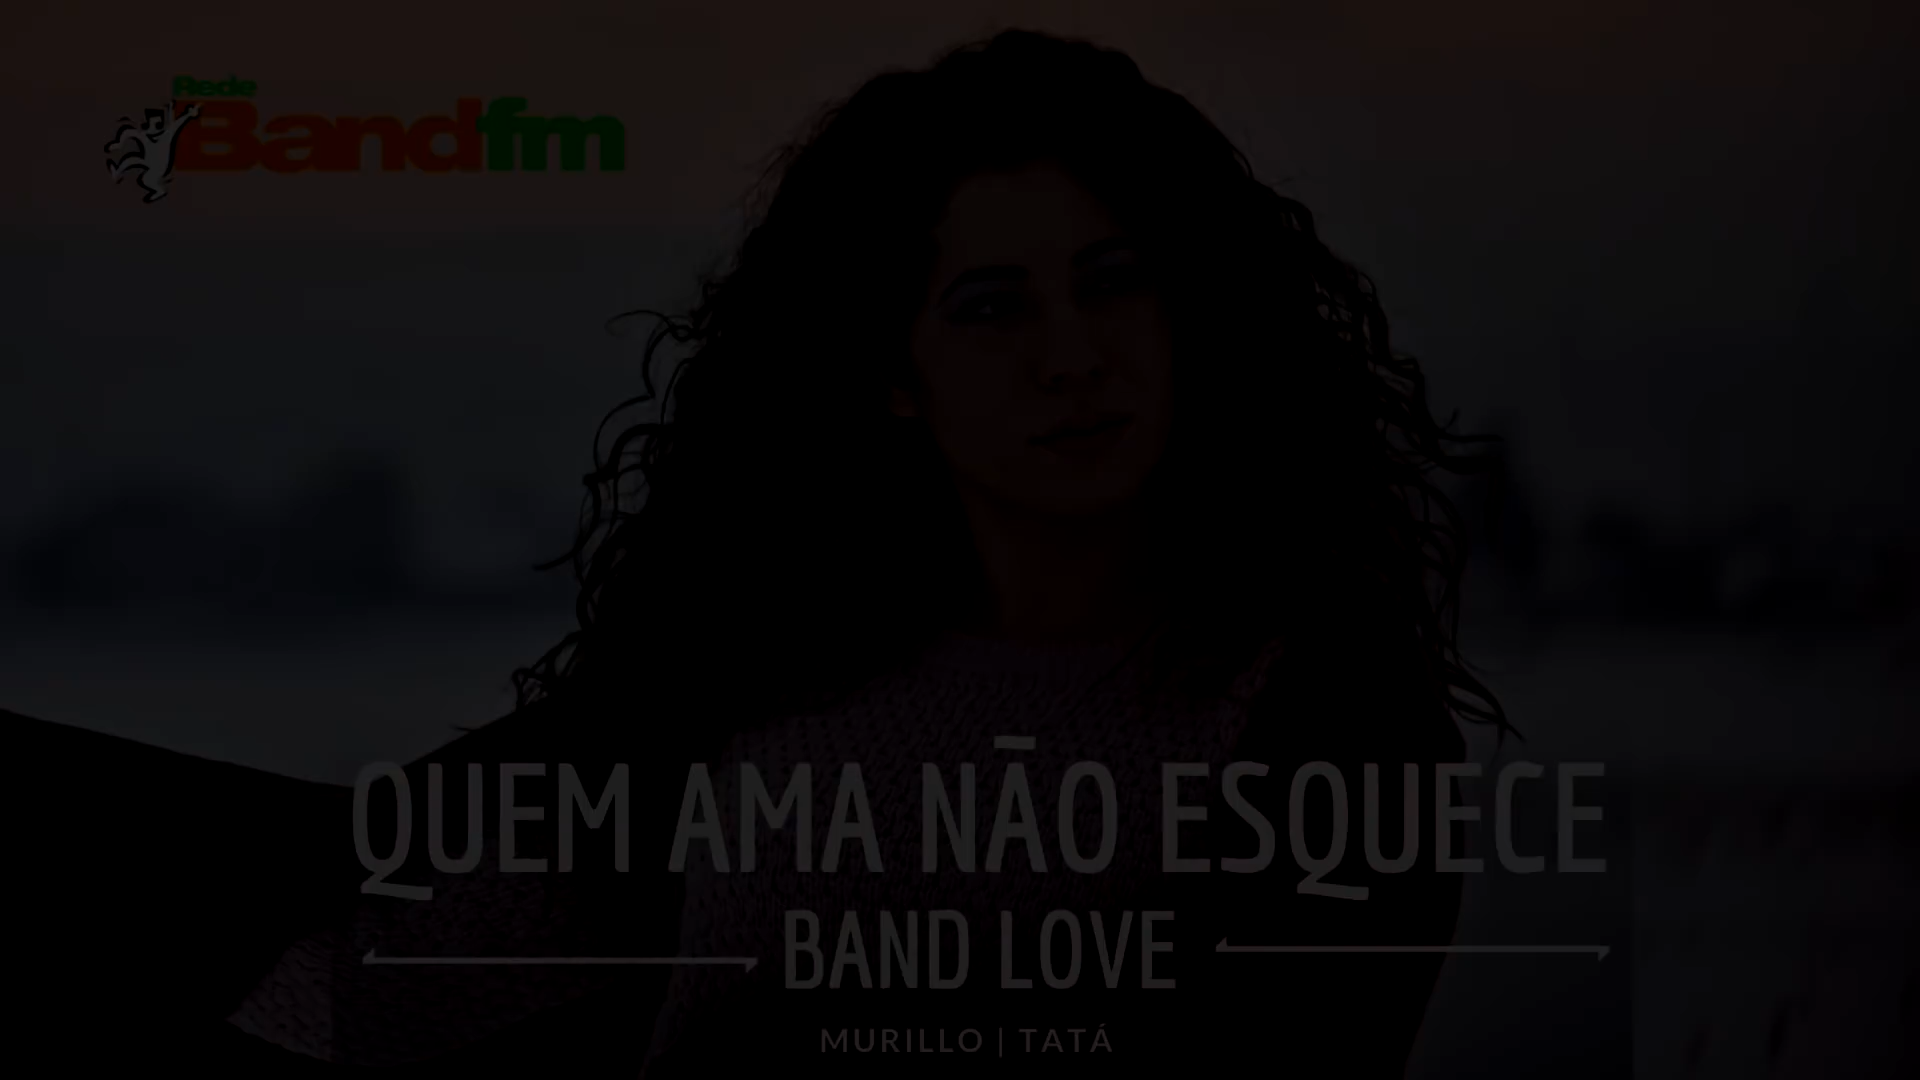 Rede
Bandfm
QUEM AMA NÃO ESQUECE
BAND LOVE
MURILLO | TATÁ